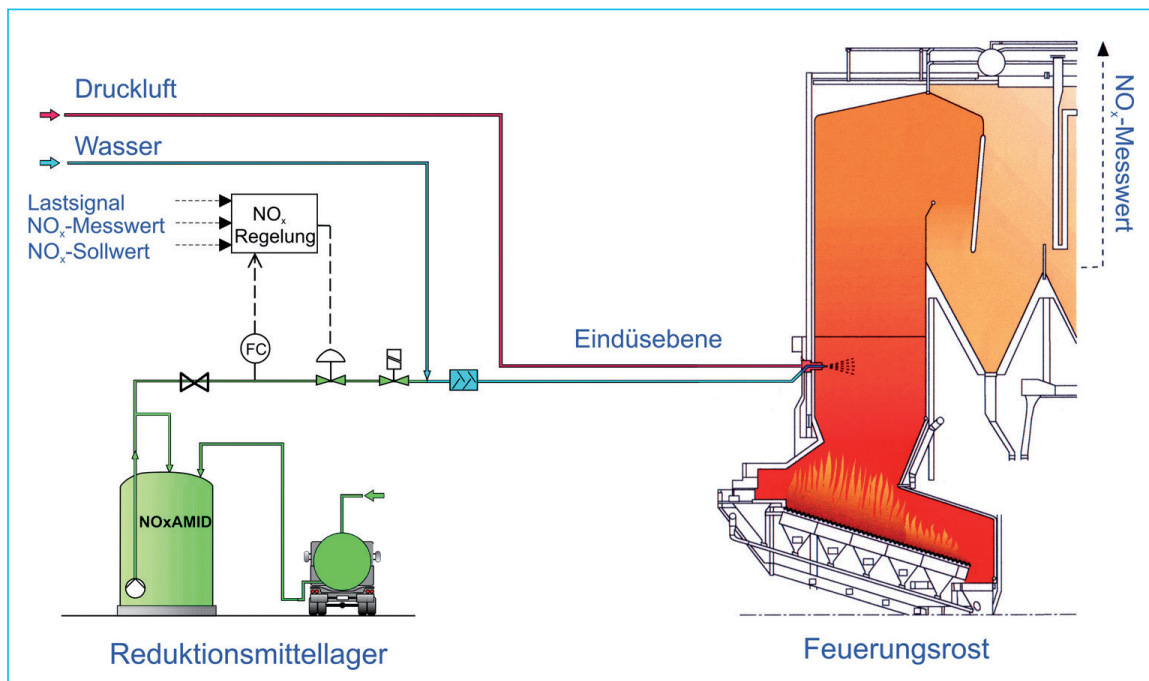 Druckluft
Wasser
Lastsignal
NOx-Messwert
NOx-Sollwert
NOx
Regelung
FC
Eindüsebene
NOx-Messwert
NOxAMID
Reduktionsmittellager
Feuerungsrost